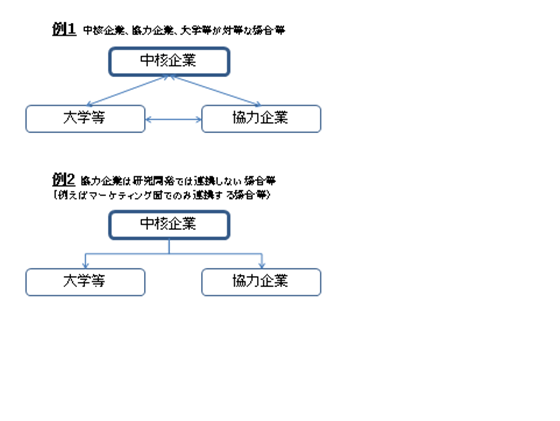 例1 中核企業、協力企業、大学等が対等な場合等
中核企業
大学等
協力企業
例2 協力企業は研究開発では連携しない場合等
(例えばマーケティング面でのみ連携する場合等)
中核企業
大学等
協力企業